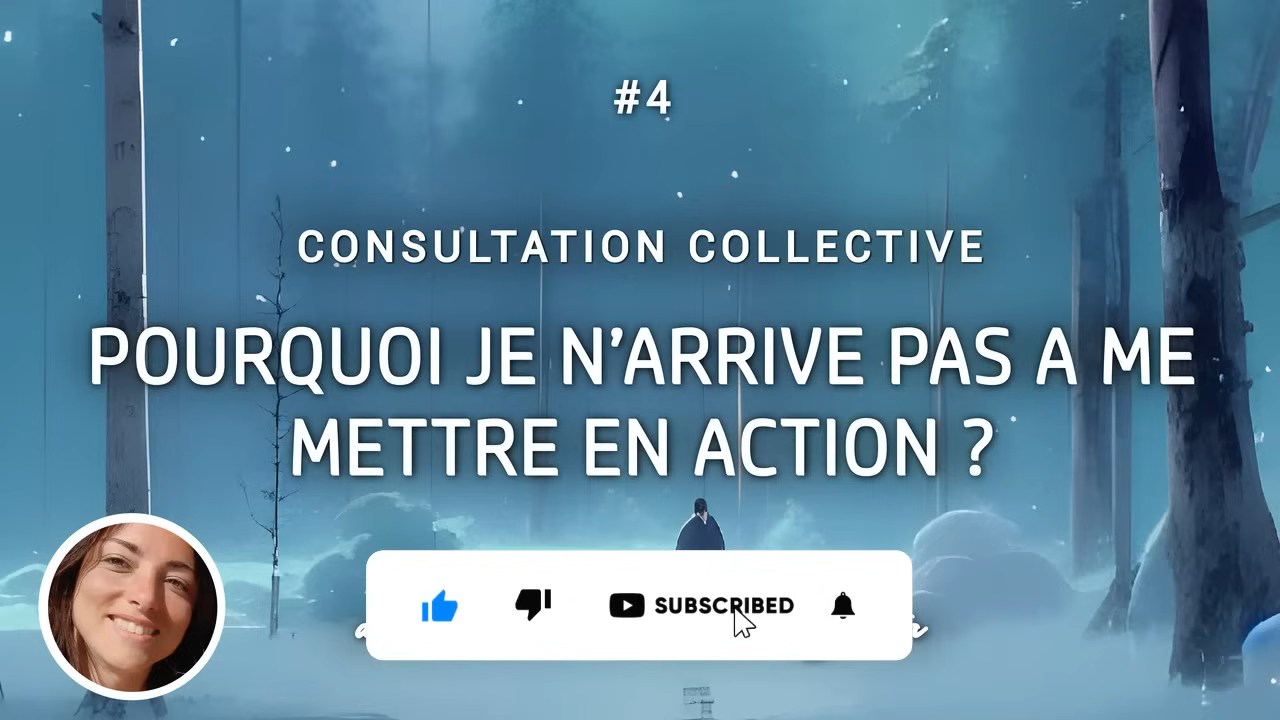 #4
CONSULTATION COLLECTIVE
POURQUOI JE N'ARRIVE PAS A ME
METTRE EN ACTION ?
SUBSCRIBED